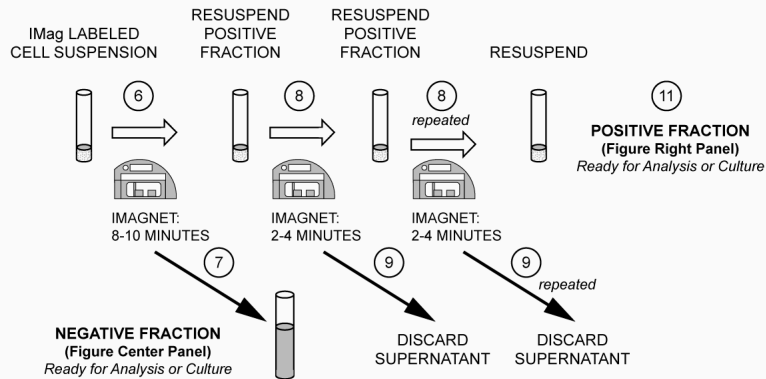 IMag LABELED
CELL SUSPENSION
RESUSPEND
POSITIVE
FRACTION
RESUSPEND
POSITIVE
FRACTION
RESUSPEND
6
8
8
repeated
11
POSITIVE FRACTION
(Figure Right Panel)
Ready for Analysis or Culture
IMAGNET:
8-10 MINUTES
IMAGNET:
2-4 MINUTES
IMAGNET:
2-4 MINUTES
7
9
9
repeated
NEGATIVE FRACTION
(Figure Center Panel)
Ready for Analysis or Culture
DISCARD
SUPERNATANT
DISCARD
SUPERNATANT